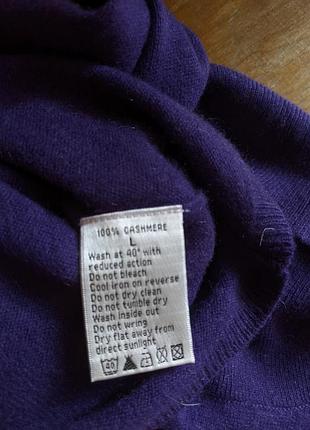 100% CASHMERE
L
Wash at 40° with
reduced action
Do not bleach
Cool iron on reverse
Do not dry clean
Do not tumble dry
Wash inside out
Do not wring
Dry flat away from
direct sunlight
40